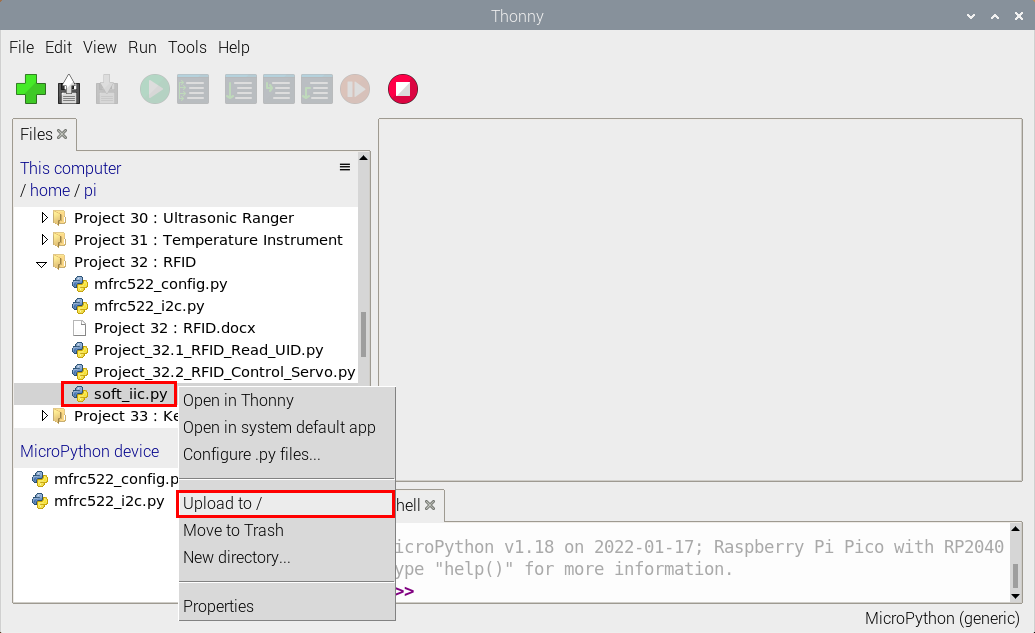 Thonny
File Edit View Run Tools Help
Files
This computer
/ home / pi
Project 30 : Ultrasonic Ranger
Project 31 : Temperature Instrument
Project 32 : RFID
mfrc522_config.py
mfrc522_i2c.py
Project 32 : RFID.docx
Project_32.1_RFID_Read_UID.py
Project_32.2_RFID_Control_Servo.py
soft_iic.py
Project 33 : Ke
MicroPython device
mfrc522_config.p
mfrc522_i2c.py
Open in Thonny
Open in system default app
Configure .py files...
Upload to /
Move to Trash
New directory...
Properties
hell
icroPython v1.18 on 2022-01-17; Raspberry Pi Pico with RP2040
ype "help()" for more information.
>>
MicroPython (generic)